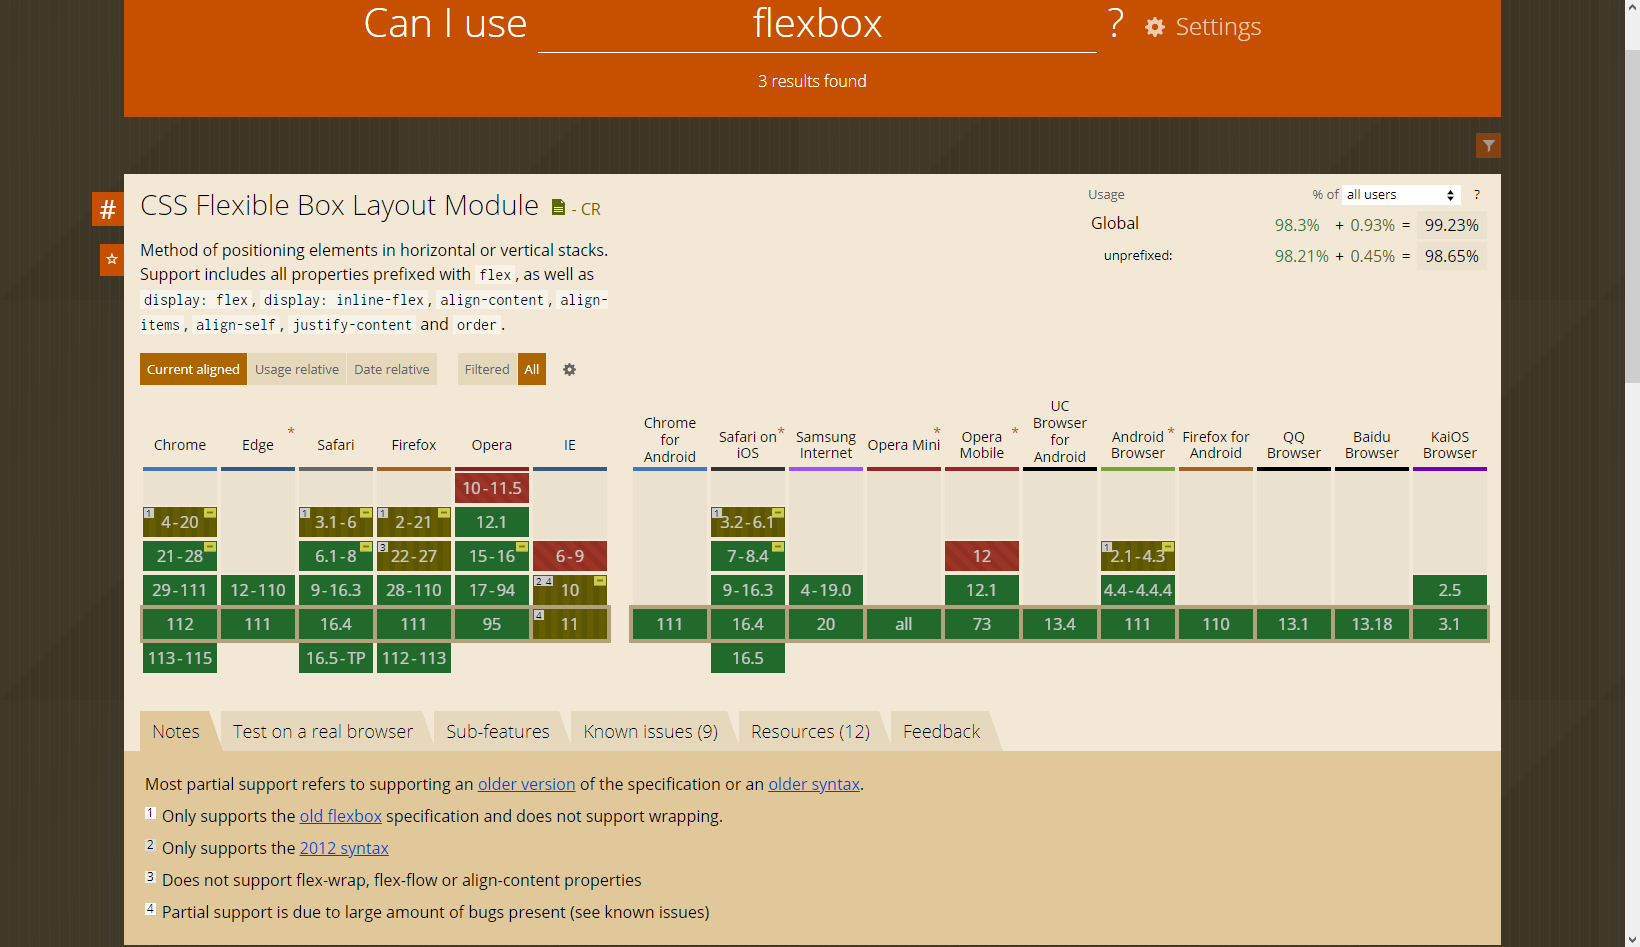 Can I use flexbox ? Settings
3 results found
# CSS Flexible Box Layout Module - CR
Usage % of all users ?
Global 98.3% + 0.93% = 99.23%
unprefixed: 98.21% + 0.45% = 98.65%
Method of positioning elements in horizontal or vertical stacks.
Support includes all properties prefixed with flex, as well as
display: flex, display: inline-flex, align-content, align-
items, align-self, justify-content and order.
Current aligned Usage relative Date relative Filtered All
Chrome Edge * Safari Firefox Opera IE Chrome for Android Safari on iOS * Samsung Internet Opera Mini * Opera Mobile * UC Browser for Android Android Browser * Firefox for Android QQ Browser Baidu Browser KaiOS Browser
10-11.5
1 4-20 1 3.1-6 1 2-21 12.1 1 3.2-6.1
21-28 6.1-8 3 22-27 15-16 6-9 7-8.4 12 1 2.1-4.3
29-111 12-110 9-16.3 28-110 17-94 2 4 10 9-16.3 4-19.0 12.1 4.4-4.4.4 2.5
112 111 16.4 111 95 4 11 111 16.4 20 all 73 13.4 111 110 13.1 13.18 3.1
113-115 16.5-TP 112-113 16.5
Notes Test on a real browser Sub-features Known issues (9) Resources (12) Feedback
Most partial support refers to supporting an older version of the specification or an older syntax.
1 Only supports the old flexbox specification and does not support wrapping.
2 Only supports the 2012 syntax
3 Does not support flex-wrap, flex-flow or align-content properties
4 Partial support is due to large amount of bugs present (see known issues)